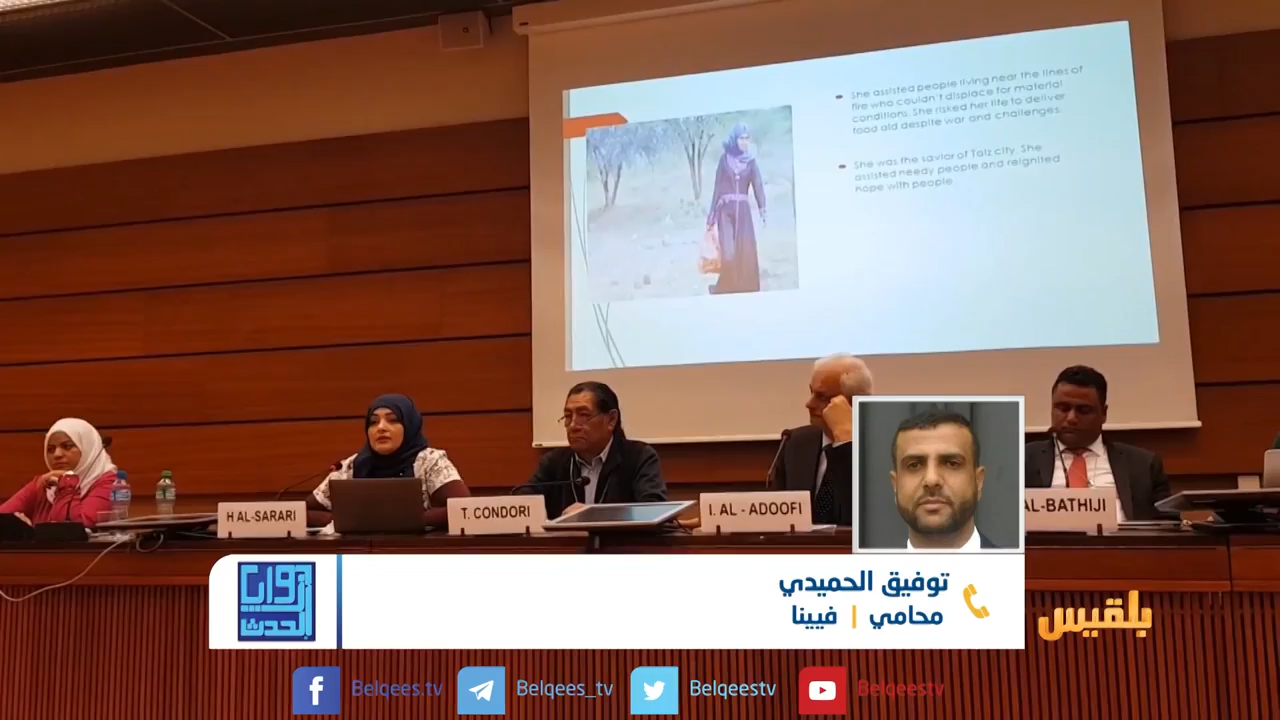 She assisted people living near the lines of
fire who couldn't displace for material
conditions. She risked her life to deliver
food aid despite war and challenges.
She was the savior of Taiz city. She
assisted needy people and reignited
hope with people
H AL-SARARI
T. CONDORI
I. AL - ADOOFI
AL-BATHIJI
توفيق الحميدي
محامي | فيينا
زوايا الحدث
بلقيس
Belqees.tv
Belqees_tv
Belqeestv
Belqeestv